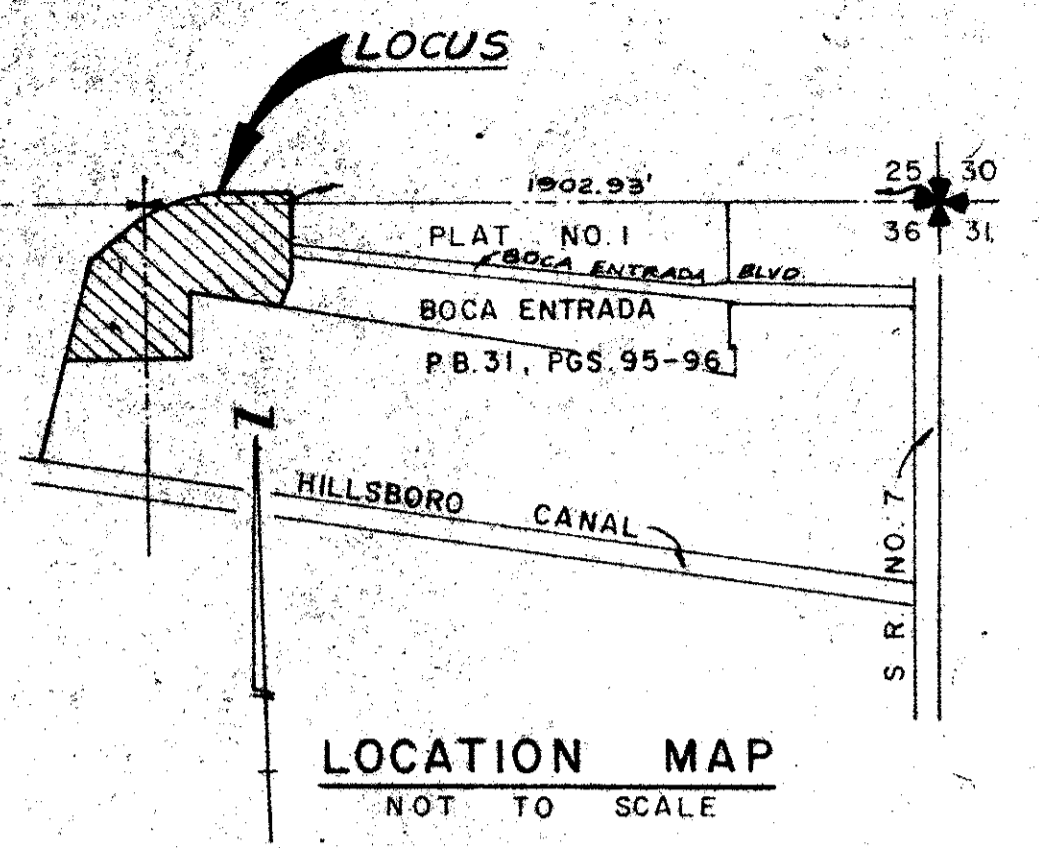 LOCUS
25 30
1902.93'
36 31
PLAT NO. 1
BOCA ENTRADA BLVD.
BOCA ENTRADA
P.B. 31, PGS. 95-96
N
HILLSBORO CANAL
S R. NO. 7
LOCATION MAP
NOT TO SCALE